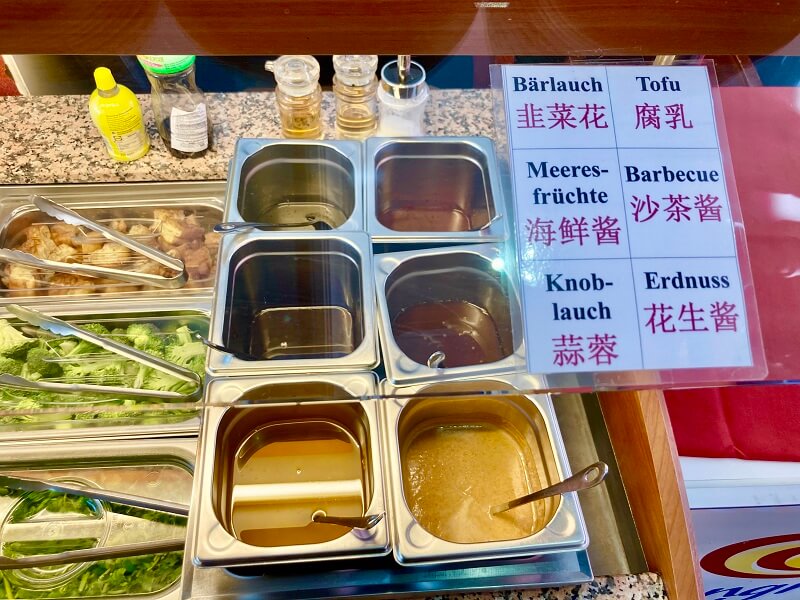 Bärlauch
韭菜花
Tofu
腐乳
Meeres-
früchte
海鲜酱
Barbecue
沙茶酱
Knob-
lauch
蒜蓉
Erdnuss
花生酱